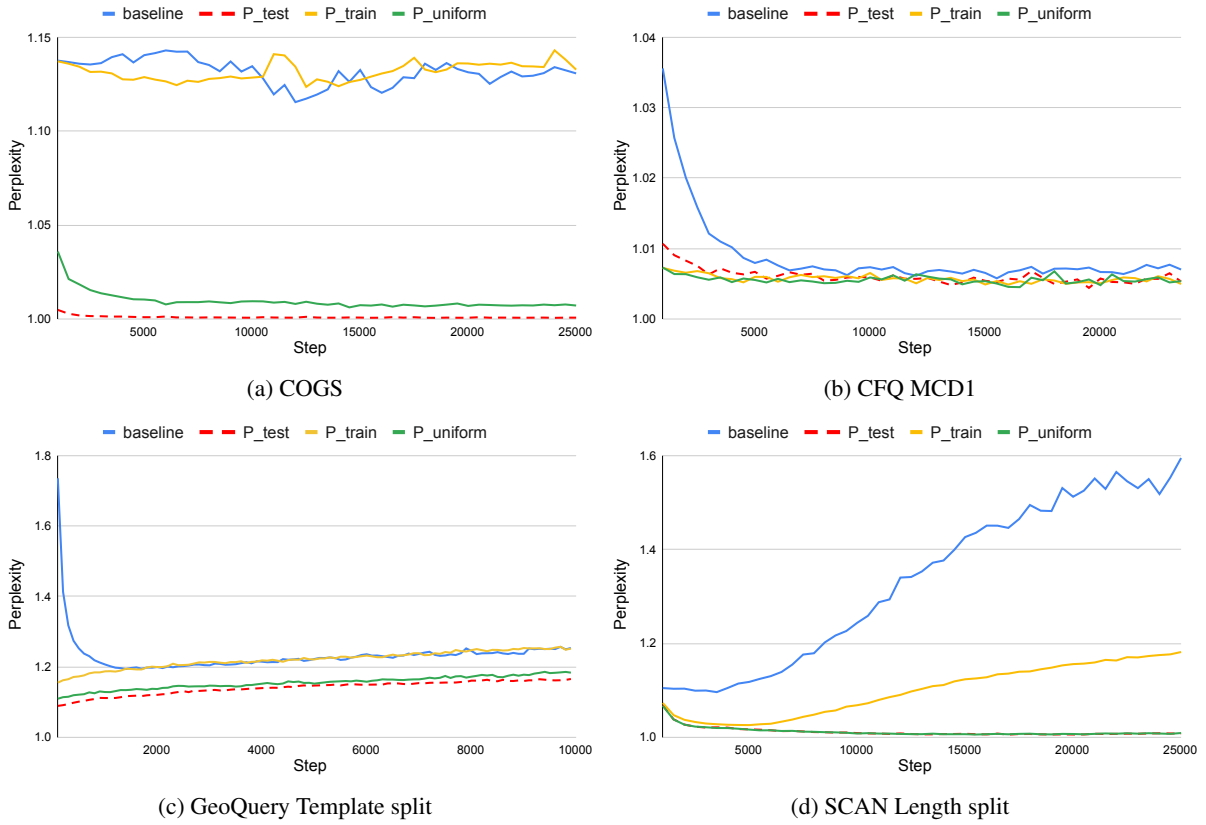 baseline P_test P_train P_uniform
1.15
1.10
1.05
1.00
Perplexity
5000 10000 15000 20000 25000
Step
(a) COGS
baseline P_test P_train P_uniform
1.04
1.03
1.02
1.01
1.00
Perplexity
5000 10000 15000 20000
Step
(b) CFQ MCD1
baseline P_test P_train P_uniform
1.8
1.6
1.4
1.2
1.0
Perplexity
2000 4000 6000 8000 10000
Step
(c) GeoQuery Template split
baseline P_test P_train P_uniform
1.6
1.4
1.2
1.0
Perplexity
5000 10000 15000 20000 25000
Step
(d) SCAN Length split